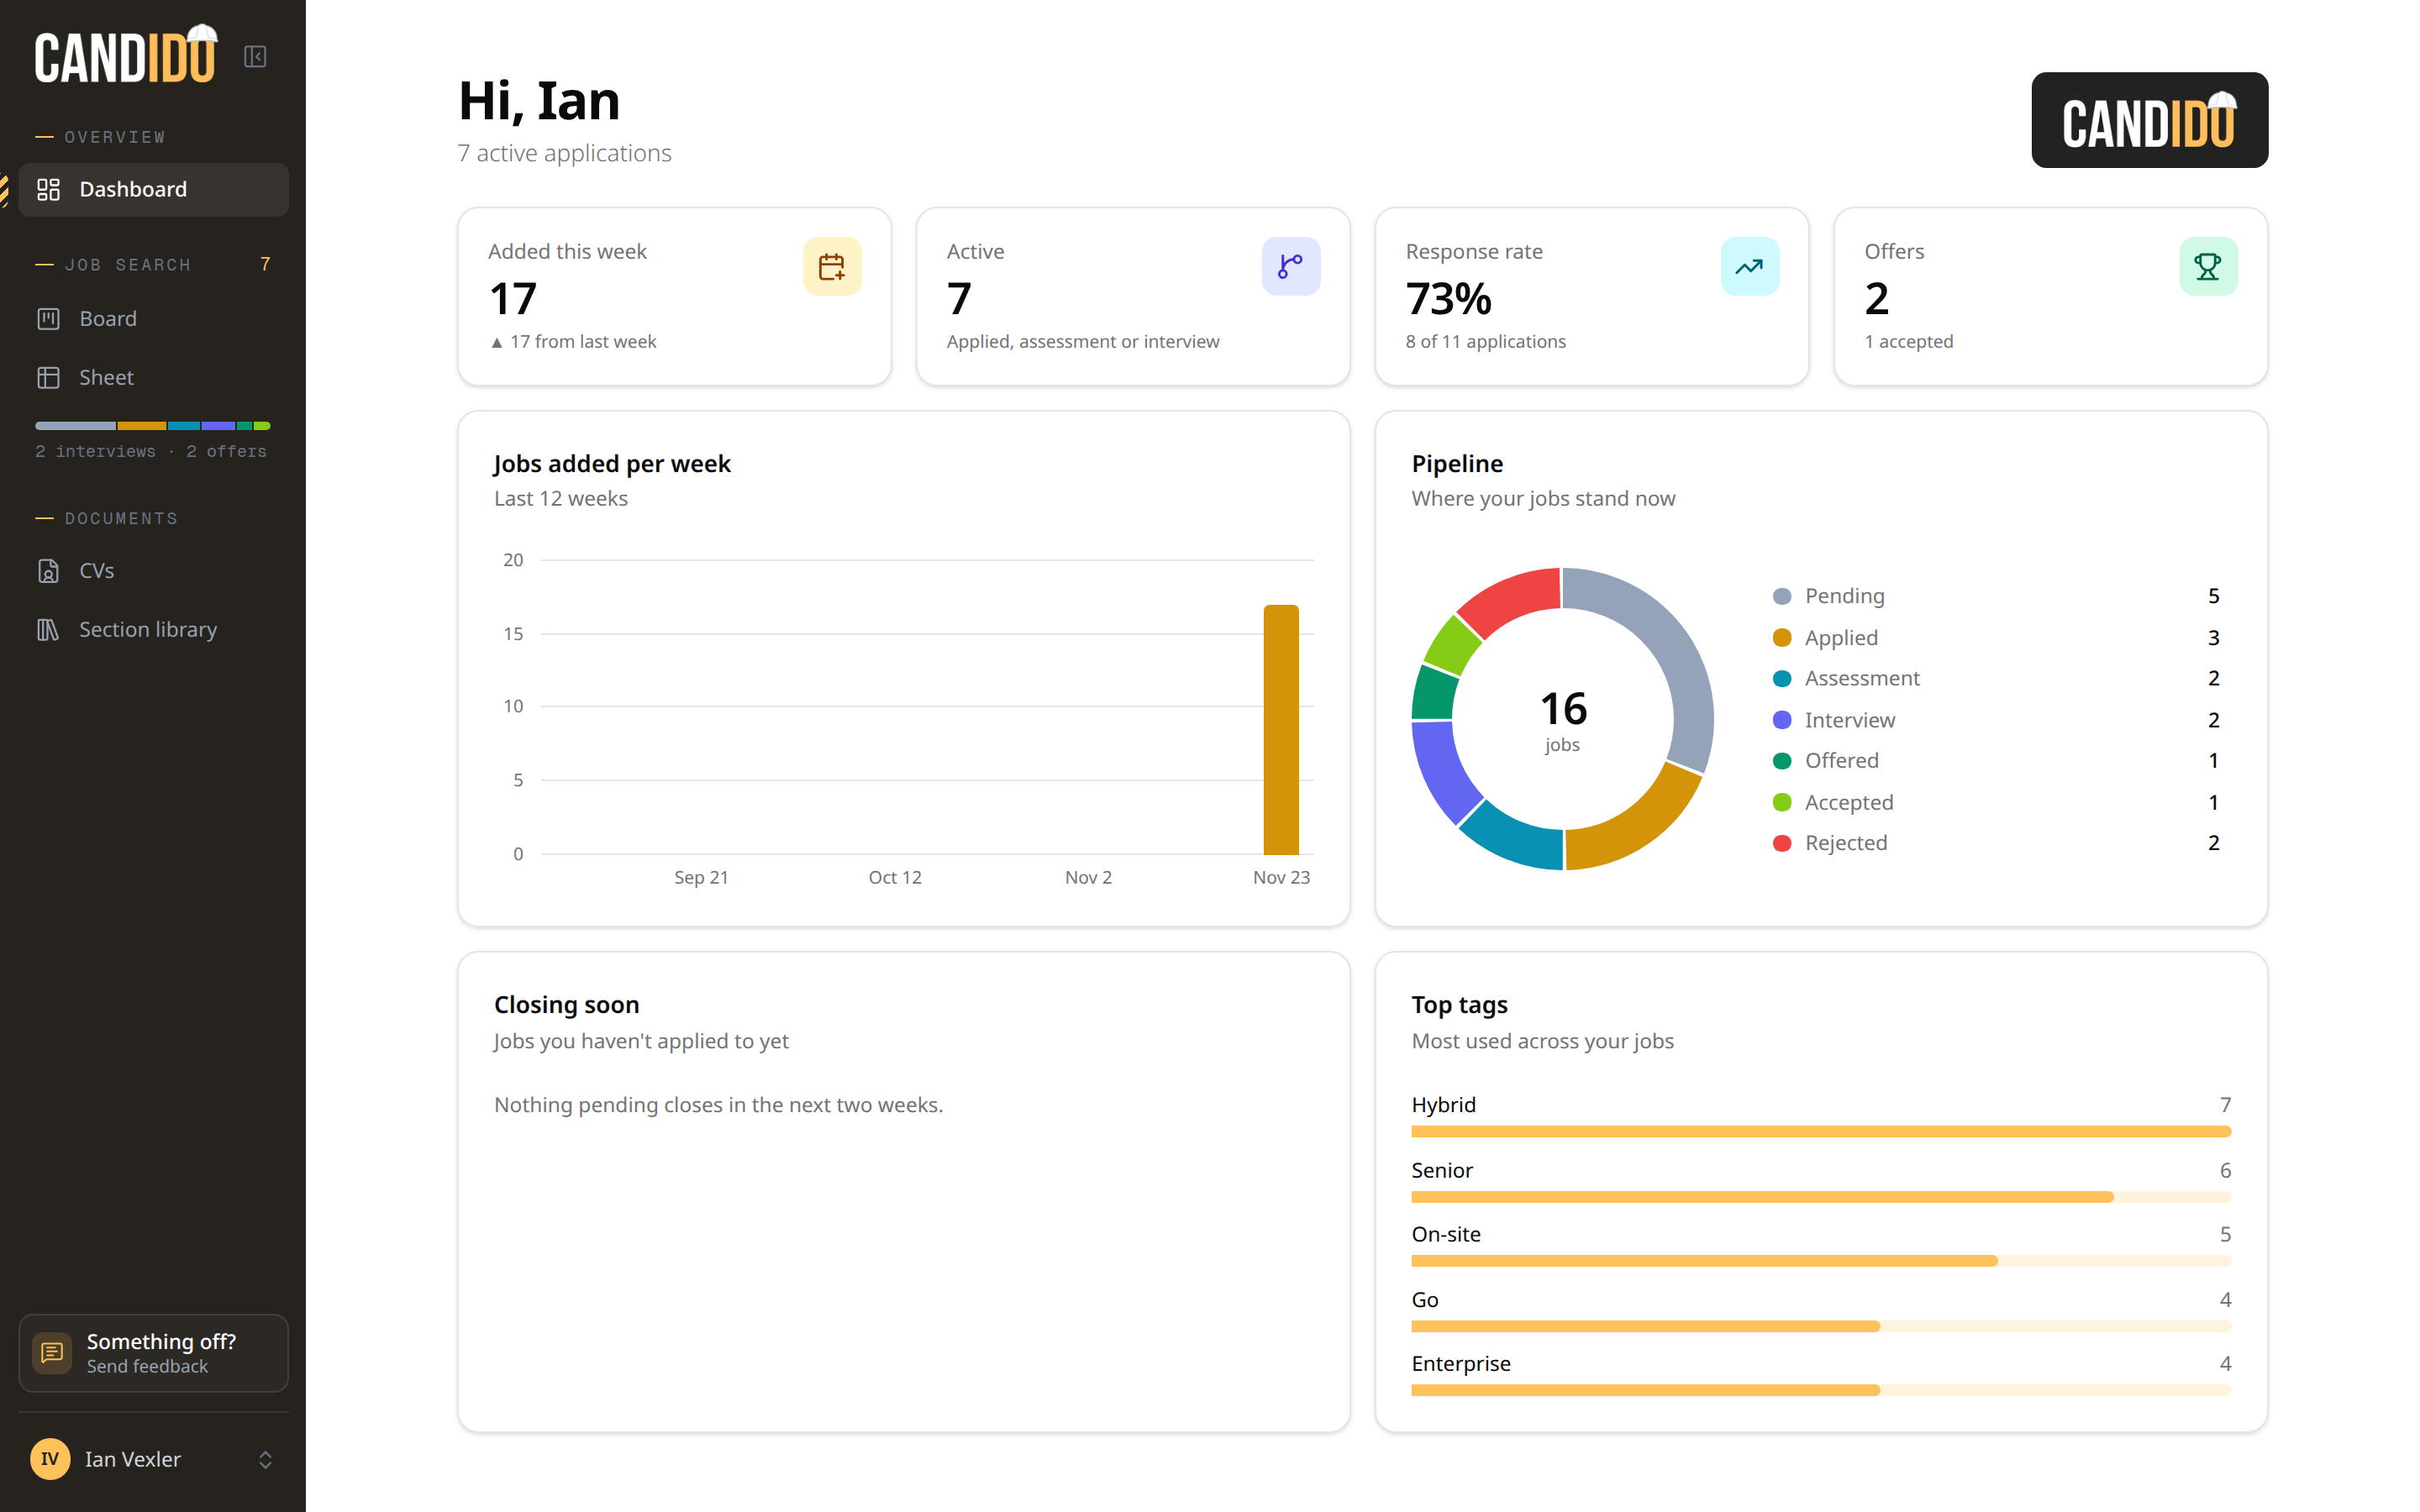 CANDIDO
OVERVIEW
Dashboard
JOB SEARCH 7
Board
Sheet
2 interviews · 2 offers
DOCUMENTS
CVs
Section library
Something off?
Send feedback
IV Ian Vexler
Hi, Ian
7 active applications
CANDIDO
Added this week
17
▲ 17 from last week
Active
7
Applied, assessment or interview
Response rate
73%
8 of 11 applications
Offers
2
1 accepted
Jobs added per week
Last 12 weeks
20
15
10
5
0
Sep 21 Oct 12 Nov 2 Nov 23
Pipeline
Where your jobs stand now
16
jobs
Pending 5
Applied 3
Assessment 2
Interview 2
Offered 1
Accepted 1
Rejected 2
Closing soon
Jobs you haven't applied to yet
Nothing pending closes in the next two weeks.
Top tags
Most used across your jobs
Hybrid 7
Senior 6
On-site 5
Go 4
Enterprise 4